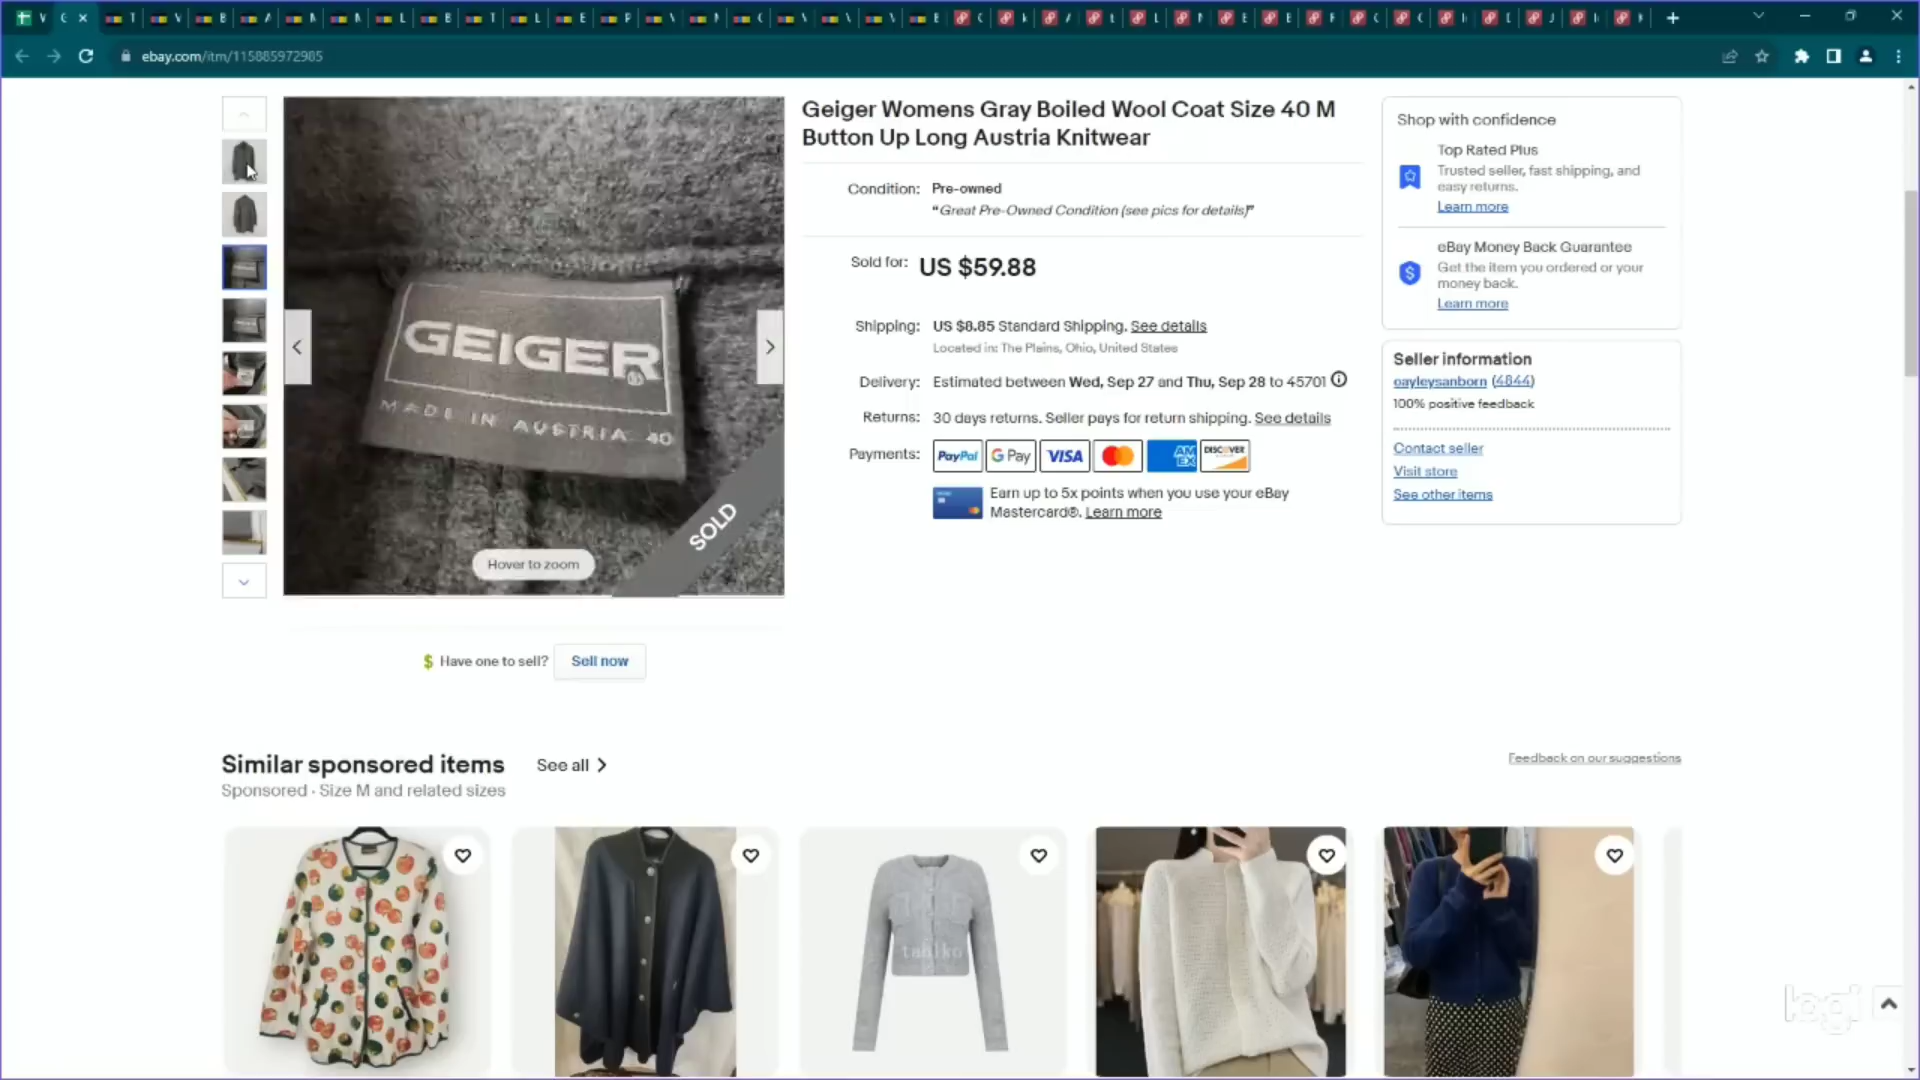 ebay.com/itm/115885972985
Geiger Womens Gray Boiled Wool Coat Size 40 M
Button Up Long Austria Knitwear
Condition: Pre-owned
"Great Pre-Owned Condition (see pics for details)"
Sold for: US $59.88
Shipping: US $8.85 Standard Shipping. See details
Located in: The Plains, Ohio, United States
Delivery: Estimated between Wed, Sep 27 and Thu, Sep 28 to 45701
Returns: 30 days returns. Seller pays for return shipping. See details
Payments: PayPal G Pay VISA AM EX DISCOVER
Earn up to 5x points when you use your eBay
Mastercard®. Learn more
GEIGER
MADE IN AUSTRIA 40
SOLD
Hover to zoom
Have one to sell? Sell now
Shop with confidence
Top Rated Plus
Trusted seller, fast shipping, and
easy returns.
Learn more
eBay Money Back Guarantee
Get the item you ordered or your
money back.
Learn more
Seller information
cayleysanborn (4844)
100% positive feedback
Contact seller
Visit store
See other items
Similar sponsored items See all
Sponsored · Size M and related sizes
Feedback on our suggestions